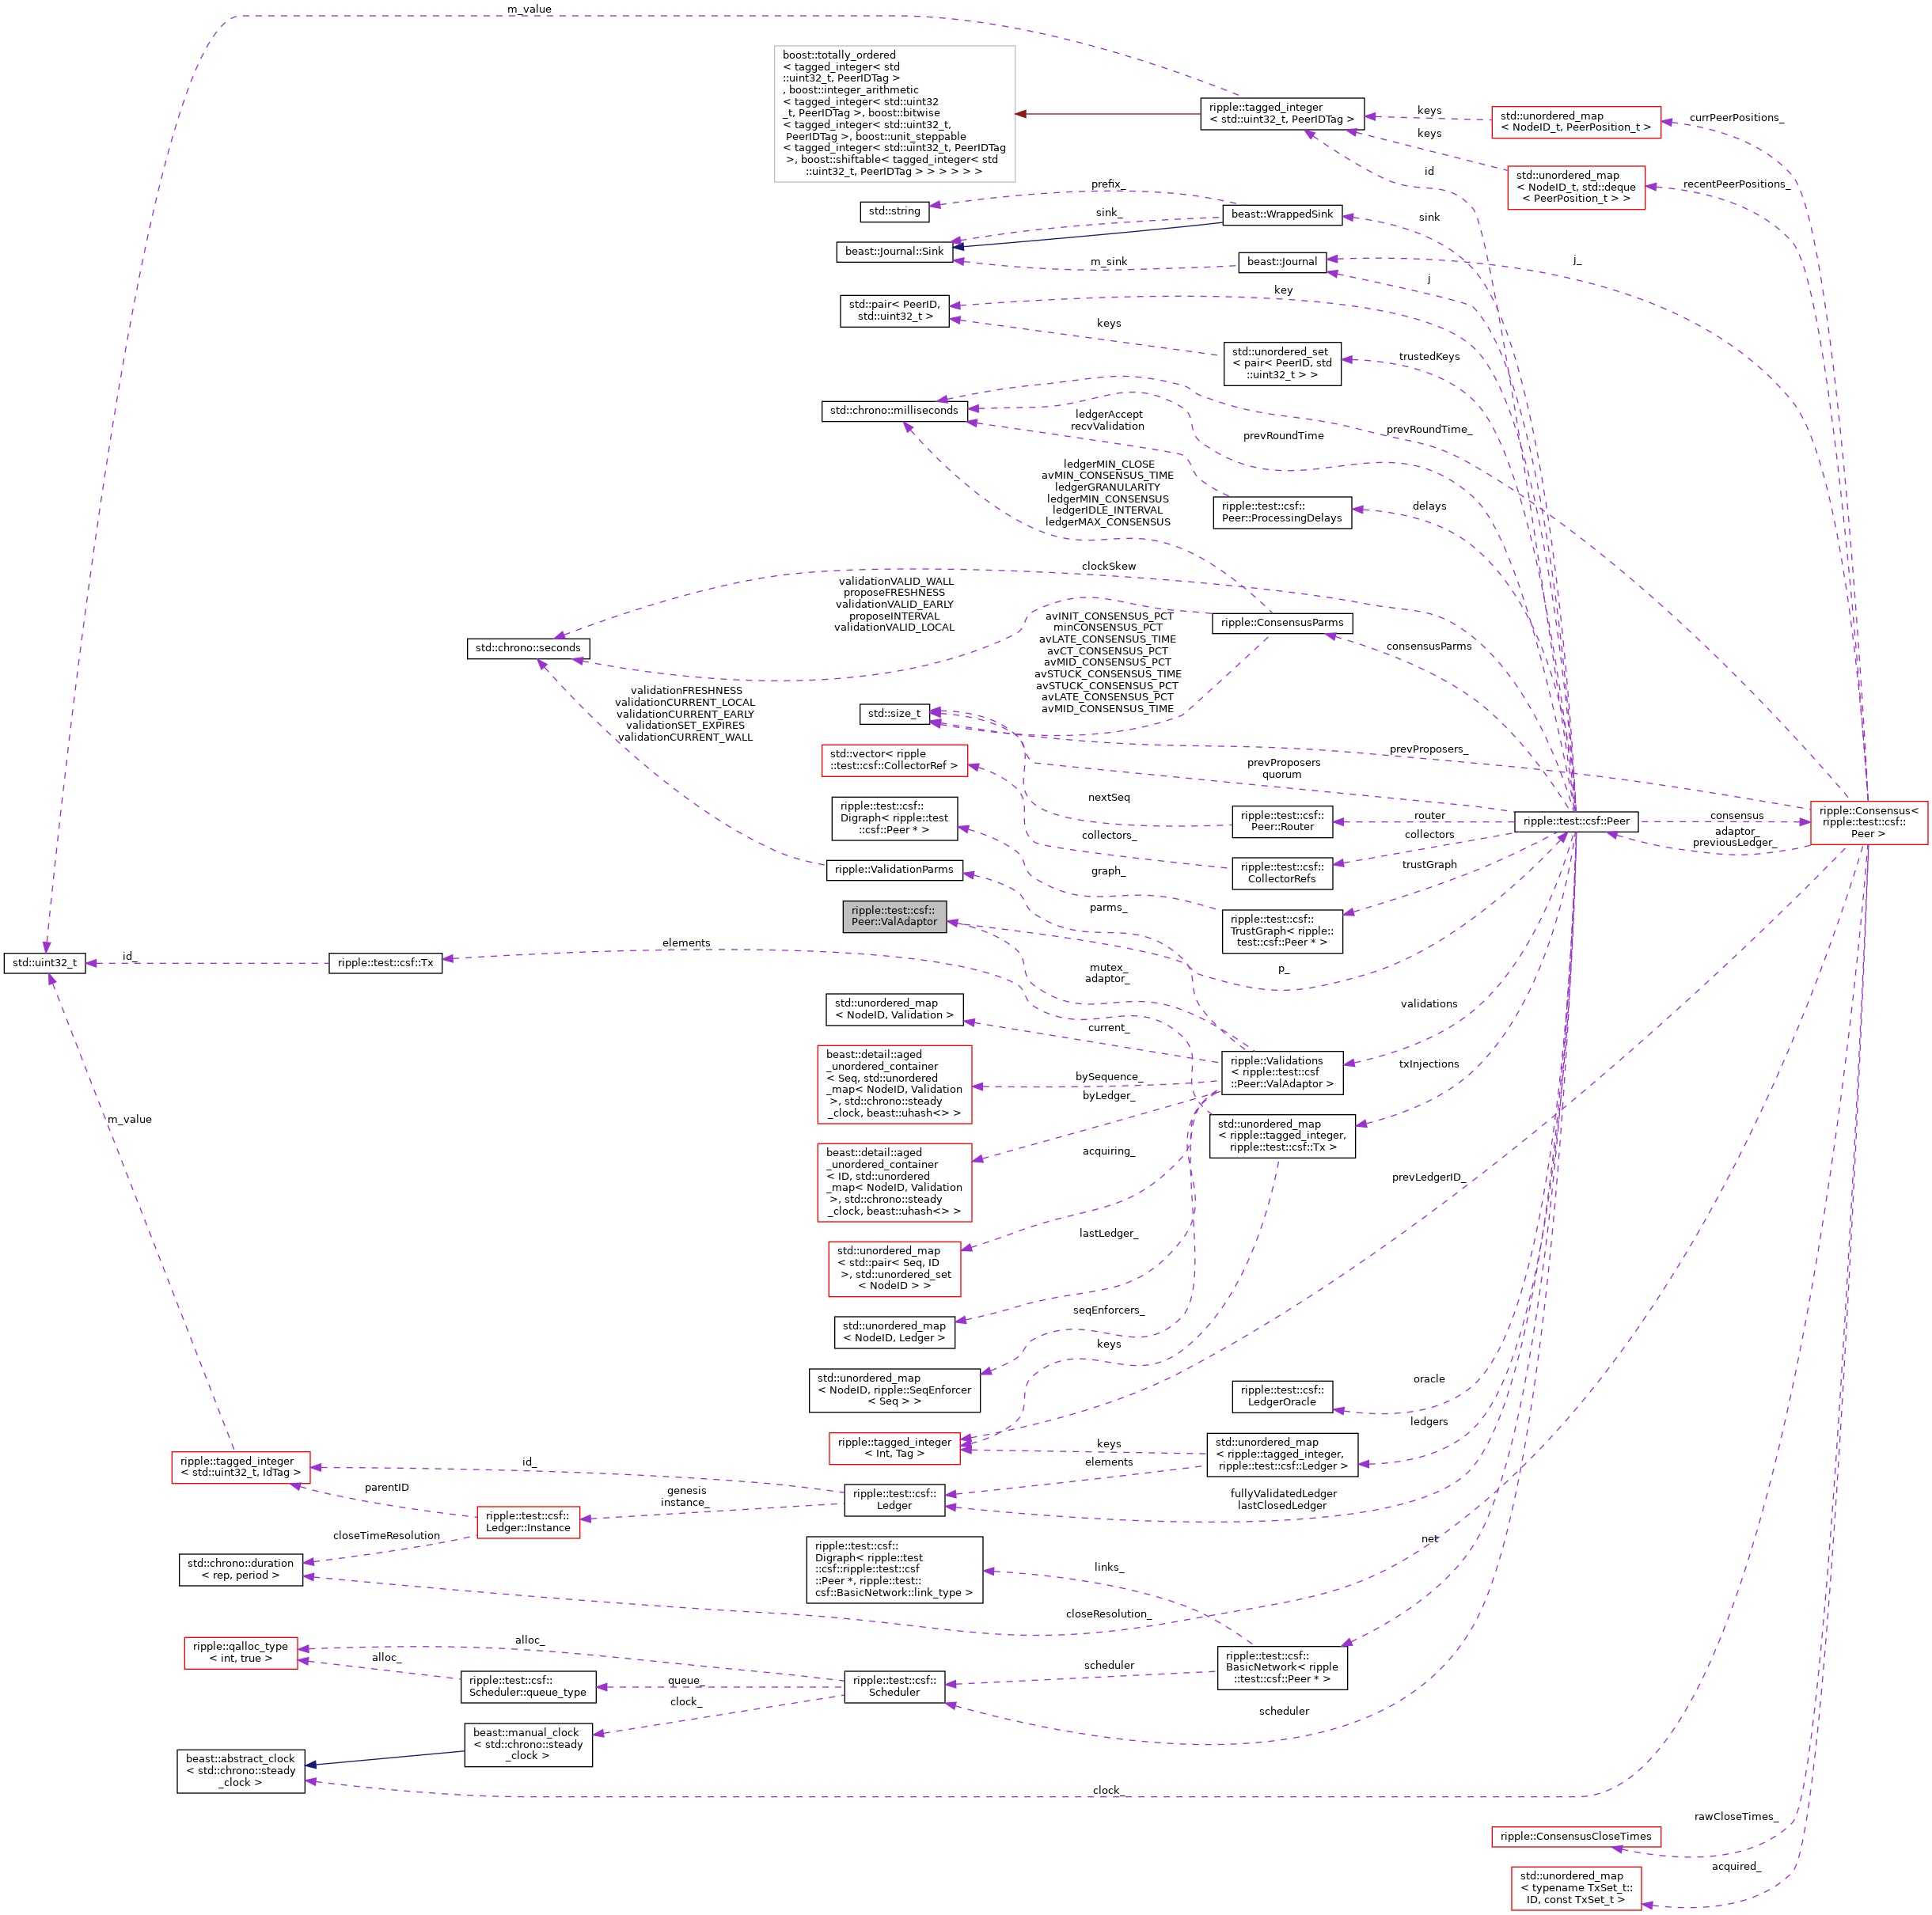 m_value
boost::totally_ordered
< tagged_integer< std
::uint32_t, PeerIDTag >
, boost::integer_arithmetic
< tagged_integer< std::uint32
_t, PeerIDTag >, boost::bitwise
< tagged_integer< std::uint32_t,
PeerIDTag >, boost::unit_steppable
< tagged_integer< std::uint32_t, PeerIDTag
>, boost::shiftable< tagged_integer< std
::uint32_t, PeerIDTag > > > > > >
ripple::tagged_integer
< std::uint32_t, PeerIDTag >
keys
std::unordered_map
< NodeID_t, PeerPosition_t >
currPeerPositions_
keys
std::unordered_map
< NodeID_t, std::deque
< PeerPosition_t > >
recentPeerPositions_
id
prefix_
std::string
sink_
beast::WrappedSink
sink
beast::Journal::Sink
m_sink
beast::Journal
j_
j
key
std::pair< PeerID,
std::uint32_t >
keys
std::unordered_set
< pair< PeerID, std
::uint32_t > >
trustedKeys
std::chrono::milliseconds
ledgerAccept
recvValidation
prevRoundTime
prevRoundTime_
ledgerMIN_CLOSE
avMIN_CONSENSUS_TIME
ledgerGRANULARITY
ledgerMIN_CONSENSUS
ledgerIDLE_INTERVAL
ledgerMAX_CONSENSUS
ripple::test::csf::
Peer::ProcessingDelays
delays
clockSkew
validationVALID_WALL
proposeFRESHNESS
validationVALID_EARLY
proposeINTERVAL
validationVALID_LOCAL
avINIT_CONSENSUS_PCT
minCONSENSUS_PCT
avLATE_CONSENSUS_TIME
avCT_CONSENSUS_PCT
avMID_CONSENSUS_PCT
avSTUCK_CONSENSUS_TIME
avSTUCK_CONSENSUS_PCT
avLATE_CONSENSUS_PCT
avMID_CONSENSUS_TIME
ripple::ConsensusParms
consensusParms
std::chrono::seconds
validationFRESHNESS
validationCURRENT_LOCAL
validationCURRENT_EARLY
validationSET_EXPIRES
validationCURRENT_WALL
std::size_t
prevProposers_
std::vector< ripple
::test::csf::CollectorRef >
prevProposers
quorum
nextSeq
ripple::test::csf::
Digraph< ripple::test
::csf::Peer * >
ripple::test::csf::
Peer::Router
router
ripple::test::csf::Peer
consensus
ripple::Consensus<
ripple::test::csf::
Peer >
adaptor_
previousLedger_
collectors_
collectors
ripple::test::csf::
CollectorRefs
graph_
trustGraph
ripple::ValidationParms
parms_
ripple::test::csf::
Peer::ValAdaptor
ripple::test::csf::
TrustGraph< ripple::
test::csf::Peer * >
std::uint32_t
id_
ripple::test::csf::Tx
elements
mutex_
adaptor_
p_
std::unordered_map
< NodeID, Validation >
current_
validations
ripple::Validations
< ripple::test::csf
::Peer::ValAdaptor >
txInjections
beast::detail::aged
_unordered_container
< Seq, std::unordered
_map< NodeID, Validation
>, std::chrono::steady
_clock, beast::uhash<> >
bySequence_
byLedger_
m_value
std::unordered_map
< ripple::tagged_integer,
ripple::test::csf::Tx >
beast::detail::aged
_unordered_container
< ID, std::unordered
_map< NodeID, Validation
>, std::chrono::steady
_clock, beast::uhash<> >
acquiring_
prevLedgerID_
lastLedger_
std::unordered_map
< std::pair< Seq, ID
>, std::unordered_set
< NodeID > >
seqEnforcers_
std::unordered_map
< NodeID, Ledger >
keys
std::unordered_map
< NodeID, ripple::SeqEnforcer
< Seq > >
ripple::test::csf::
LedgerOracle
oracle
ripple::tagged_integer
< Int, Tag >
keys
std::unordered_map
< ripple::tagged_integer,
ripple::test::csf::Ledger >
ledgers
elements
ripple::tagged_integer
< std::uint32_t, IdTag >
id_
parentID
genesis
instance_
ripple::test::csf::
Ledger
fullyValidatedLedger
lastClosedLedger
ripple::test::csf::
Ledger::Instance
closeTimeResolution
std::chrono::duration
< rep, period >
ripple::test::csf::
Digraph< ripple::test
::csf::ripple::test::csf
::Peer *, ripple::test::
csf::BasicNetwork::link_type >
links_
net
closeResolution_
ripple::qalloc_type
< int, true >
alloc_
alloc_
ripple::test::csf::
Scheduler::queue_type
queue_
ripple::test::csf::
Scheduler
scheduler
ripple::test::csf::
BasicNetwork< ripple
::test::csf::Peer * >
clock_
scheduler
beast::manual_clock
< std::chrono::steady
_clock >
beast::abstract_clock
< std::chrono::steady
_clock >
clock_
rawCloseTimes_
ripple::ConsensusCloseTimes
acquired_
std::unordered_map
< typename TxSet_t::
ID, const TxSet_t >